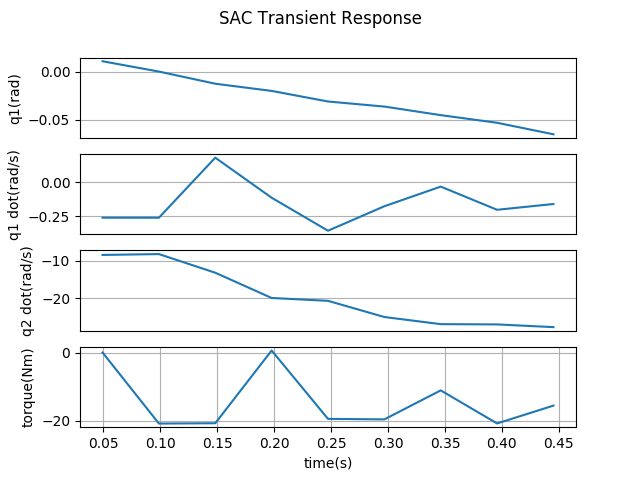 SAC Transient Response
0.00
−0.05
q1(rad)
0.00
−0.25
q1 dot(rad/s)
−10
−20
q2 dot(rad/s)
0
−20
torque(Nm)
0.05 0.10 0.15 0.20 0.25 0.30 0.35 0.40 0.45
time(s)